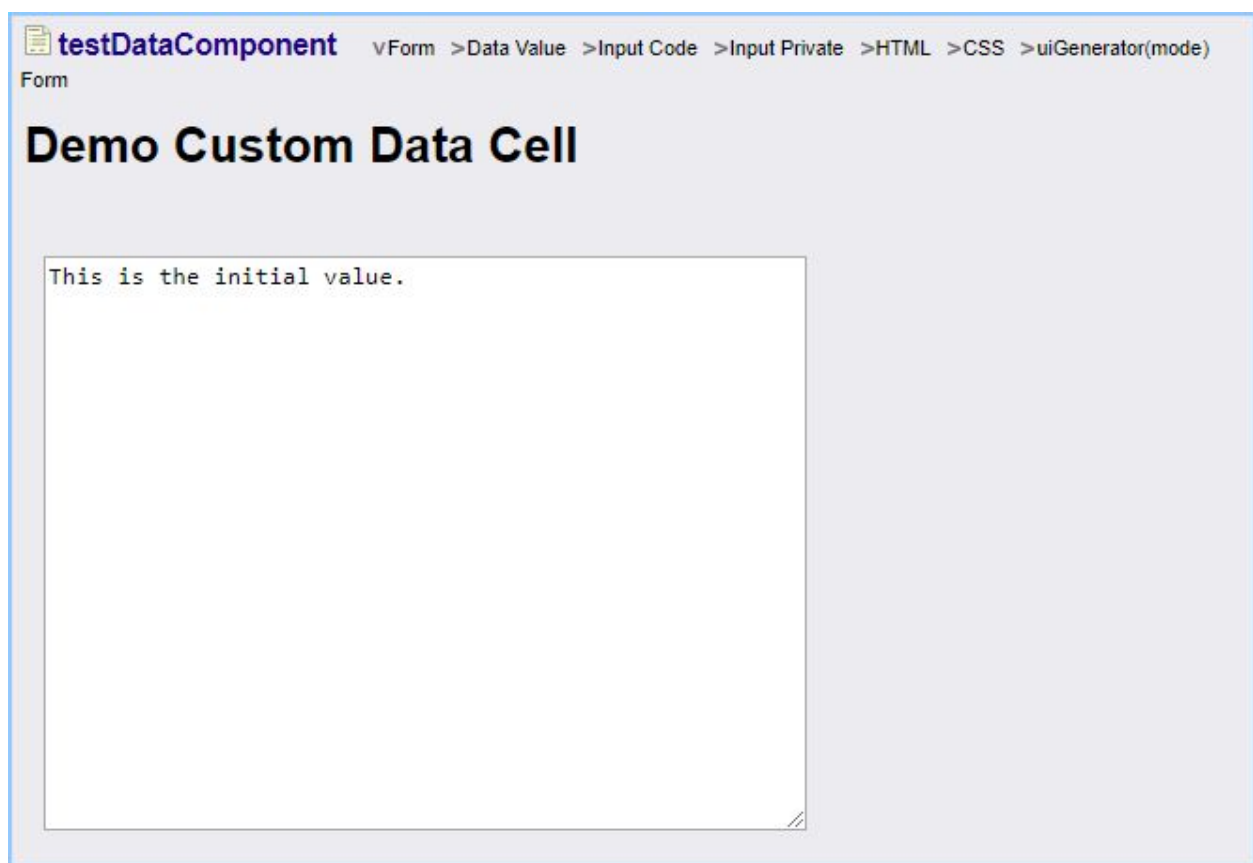 testDataComponent vForm >Data Value >Input Code >Input Private >HTML >CSS >uiGenerator(mode)
Form
Demo Custom Data Cell
This is the initial value.